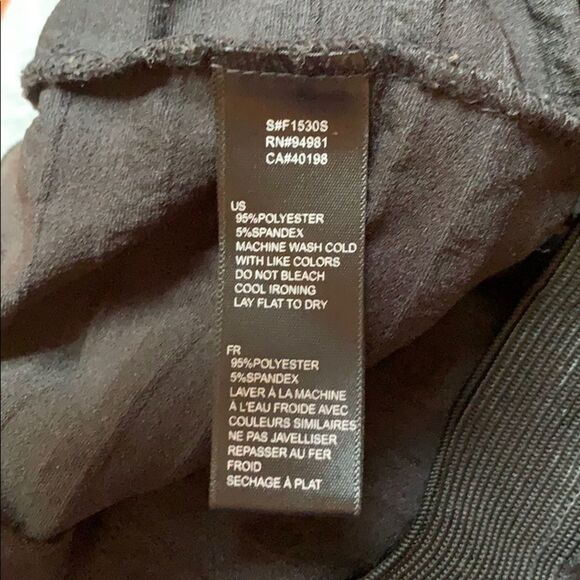 S#F1530S
RN#94981
CA#40198
US
95%POLYESTER
5%SPANDEX
MACHINE WASH COLD
WITH LIKE COLORS
DO NOT BLEACH
COOL IRONING
LAY FLAT TO DRY
FR
95%POLYESTER
5%SPANDEX
LAVER À LA MACHINE
À L'EAU FROIDE AVEC
COULEURS SIMILAIRES
NE PAS JAVELLISER
REPASSER AU FER
FROID
SECHAGE À PLAT